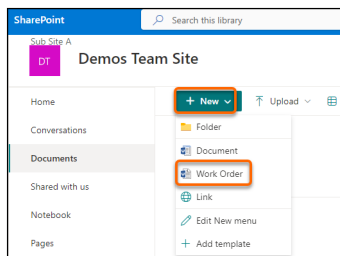 SharePoint
Search this library
Sub Site A
DT
Demos Team Site
Home
Conversations
Documents
Shared with us
Notebook
Pages
+ New
Upload
Folder
Document
Work Order
Link
Edit New menu
+ Add template